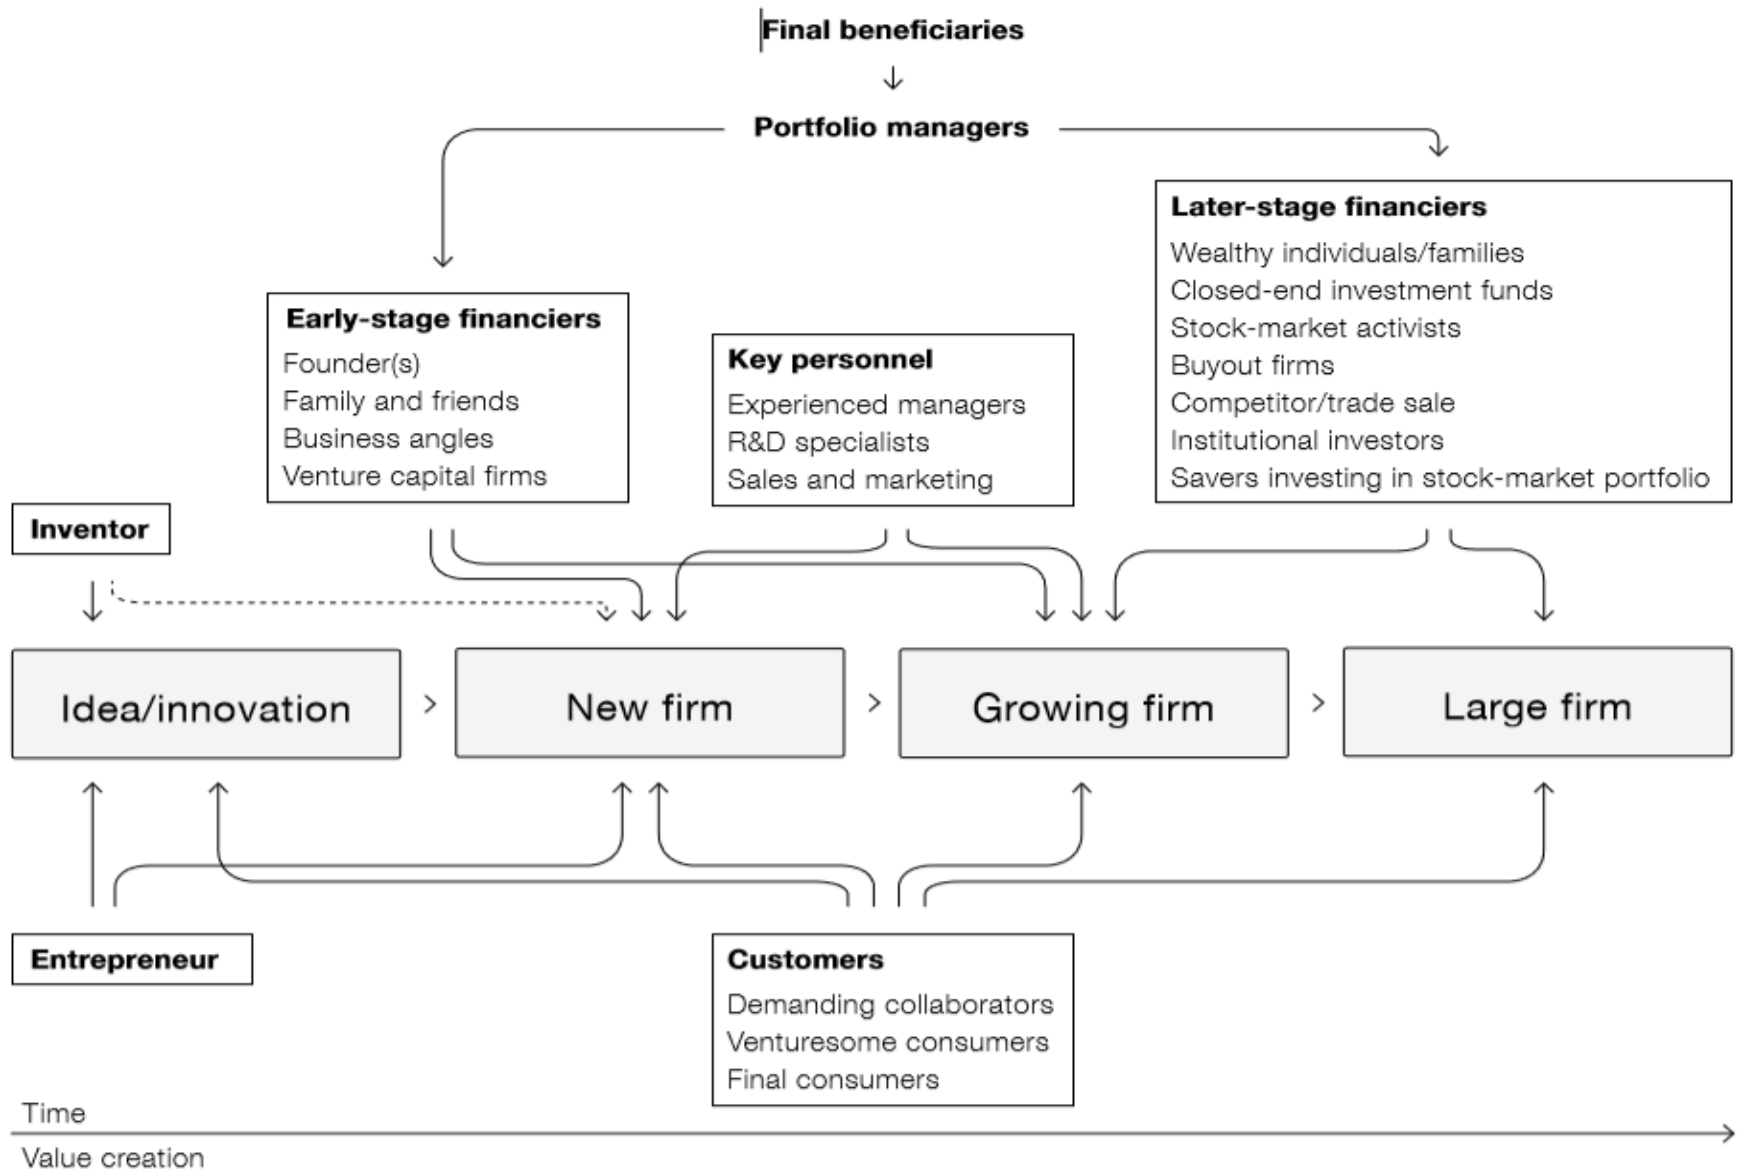 Final beneficiaries
Portfolio managers
Later-stage financiers
Wealthy individuals/families
Closed-end investment funds
Stock-market activists
Buyout firms
Competitor/trade sale
Institutional investors
Savers investing in stock-market portfolio
Early-stage financiers
Founder(s)
Family and friends
Business angles
Venture capital firms
Key personnel
Experienced managers
R&D specialists
Sales and marketing
Inventor
Idea/innovation
>
New firm
>
Growing firm
>
Large firm
Entrepreneur
Customers
Demanding collaborators
Venturesome consumers
Final consumers
Time
Value creation